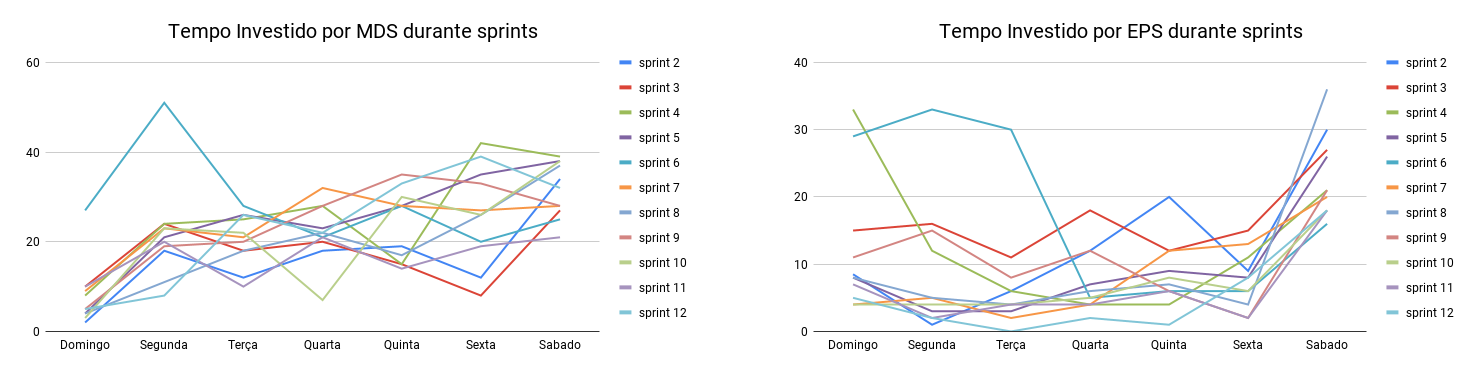 Tempo Investido por MDS durante sprints
60
40
20
0
Domingo
Segunda
Terça
Quarta
Quinta
Sexta
Sabado
sprint 2
sprint 3
sprint 4
sprint 5
sprint 6
sprint 7
sprint 8
sprint 9
sprint 10
sprint 11
sprint 12
Tempo Investido por EPS durante sprints
40
30
20
10
0
Domingo
Segunda
Terça
Quarta
Quinta
Sexta
Sabado
sprint 2
sprint 3
sprint 4
sprint 5
sprint 6
sprint 7
sprint 8
sprint 9
sprint 10
sprint 11
sprint 12